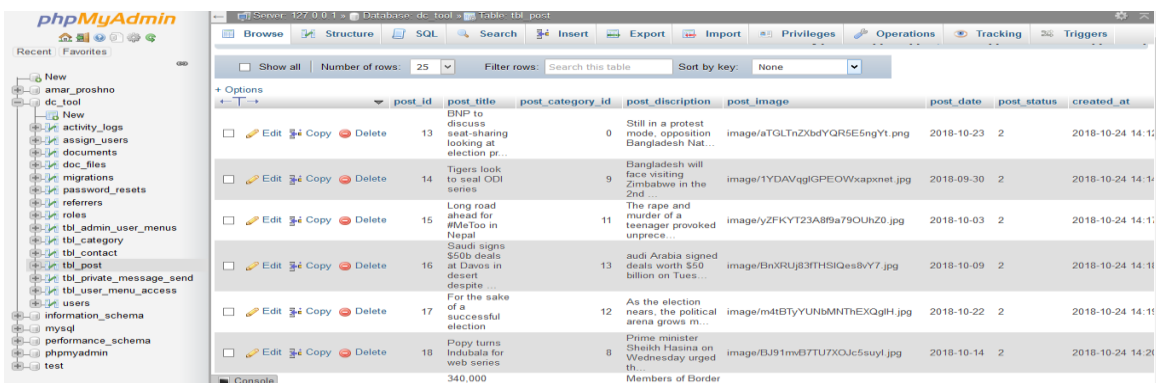 phpMyAdmin
Recent Favorites
New
amar_proshno
dc_tool
New
activity_logs
assign_users
documents
doc_files
migrations
password_resets
referrers
roles
tbl_admin_user_menus
tbl_category
tbl_contact
tbl_post
tbl_private_message_send
tbl_user_menu_access
users
information_schema
mysql
performance_schema
phpmyadmin
test
Server: 127.0.0.1 » Database: dc_tool » Table: tbl_post
Browse Structure SQL Search Insert Export Import Privileges Operations Tracking Triggers
Show all Number of rows: 25 Filter rows: Search this table Sort by key: None
+ Options
←T→ post_id post_title post_category_id post_discription post_image post_date post_status created_at
Edit Copy Delete 13
BNP to
discuss
seat-sharing
looking at
election pr...
0
Still in a protest
mode, opposition
Bangladesh Nat...
image/aTGLTnZXbdYQR5E5ngYt.png 2018-10-23 2 2018-10-24 14:12
Edit Copy Delete 14
Tigers look
to seal ODI
series
9
Bangladesh will
face visiting
Zimbabwe in the
2nd ...
image/1YDAVqglGPEOWxapxnet.jpg 2018-09-30 2 2018-10-24 14:14
Edit Copy Delete 15
Long road
ahead for
#MeToo in
Nepal
11
The rape and
murder of a
teenager provoked
unprece...
image/yZFKYT23A8f9a79OUhZ0.jpg 2018-10-03 2 2018-10-24 14:17
Edit Copy Delete 16
Saudi signs
$50b deals
at Davos in
desert
despite ...
13
audi Arabia signed
deals worth $50
billion on Tues...
image/BnXRUj83fTHSIQes8vY7.jpg 2018-10-09 2 2018-10-24 14:18
Edit Copy Delete 17
For the sake
of a
successful
election
12
As the election
nears, the political
arena grows m...
image/m4tBTyYUNbMNThEXQglH.jpg 2018-10-22 2 2018-10-24 14:19
Edit Copy Delete 18
Popy turns
Indubala for
web series
8
Prime minister
Sheikh Hasina on
Wednesday urged
th...
image/BJ91mvB7TU7XOJc5suyl.jpg 2018-10-14 2 2018-10-24 14:20
Console
340,000
Members of Border